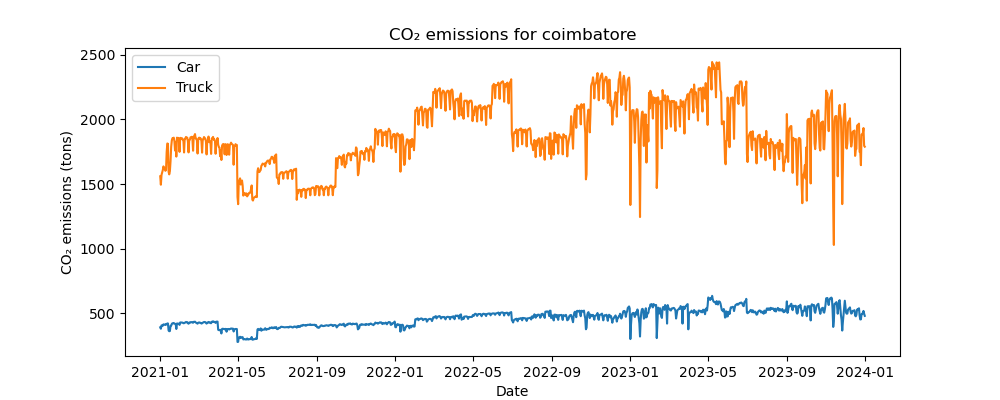 CO₂ emissions for coimbatore
Car
Truck
CO₂ emissions (tons)
2500
2000
1500
1000
500
2021-01 2021-05 2021-09 2022-01 2022-05 2022-09 2023-01 2023-05 2023-09 2024-01
Date